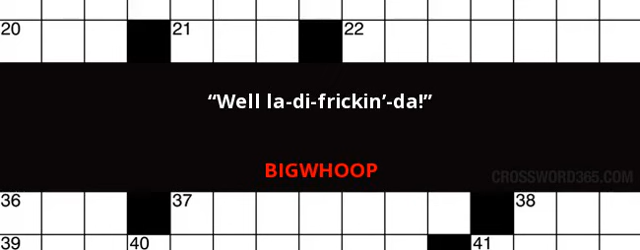 20 21 22
“Well la-di-frickin’-da!”
BIGWHOOP
CROSSWORD365.COM
36 37 38
39 40 41